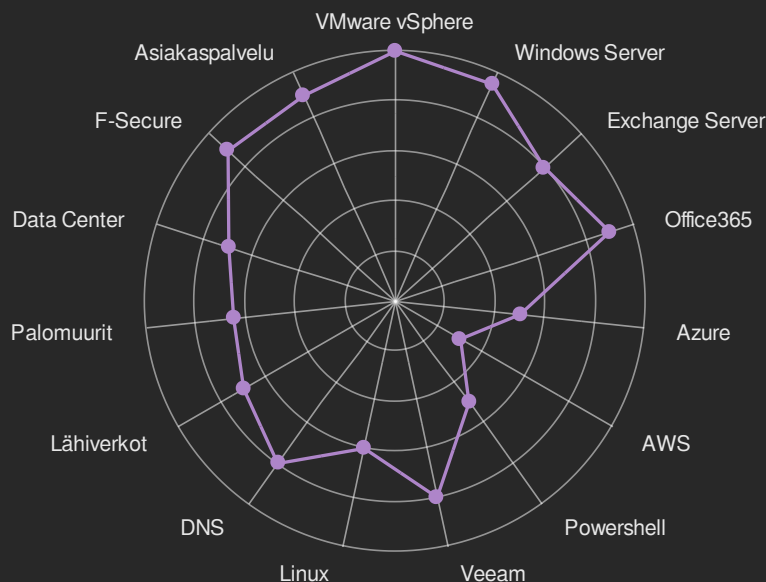 VMware vSphere
Asiakaspalvelu
Windows Server
F-Secure
Exchange Server
Data Center
Office365
Palomuurit
Azure
Lähiverkot
AWS
DNS
Powershell
Linux
Veeam